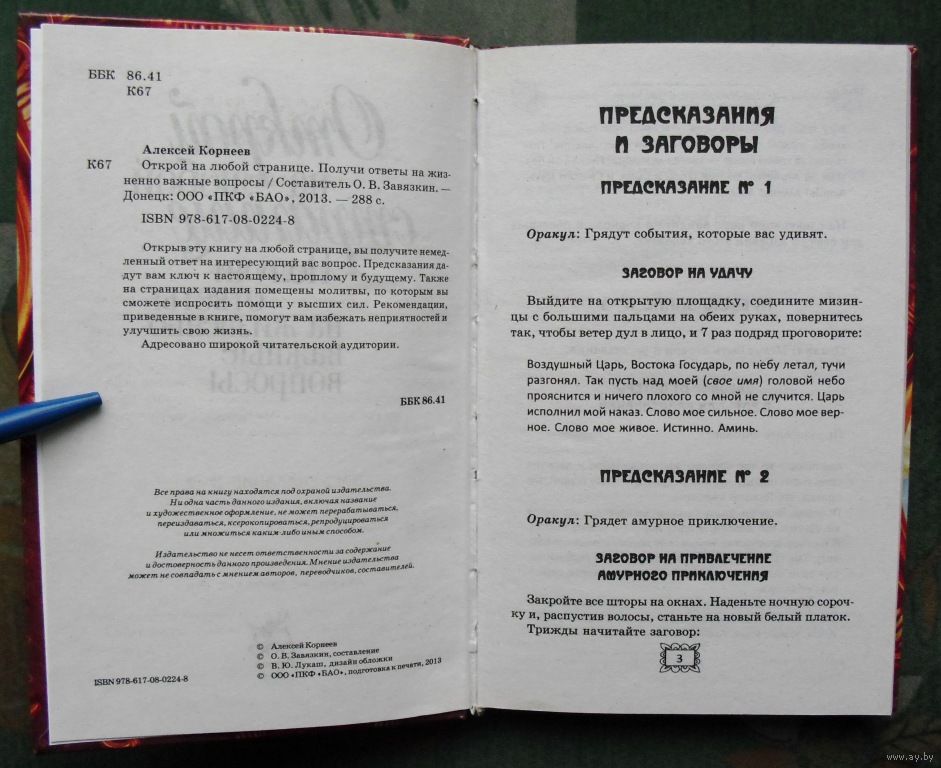 ББК 86.41
К67
Алексей Корнеев
К67 Открой на любой странице. Получи ответы на жиз-
ненно важные вопросы / Составитель О. В. Завязкин. —
Донецк: ООО «ПКФ «БАО», 2013. — 288 с.
ISBN 978-617-08-0224-8
Открыв эту книгу на любой странице, вы получите немед-
ленный ответ на интересующий вас вопрос. Предсказания да-
дут вам ключ к настоящему, прошлому и будущему. Также
на страницах издания помещены молитвы, по которым вы
сможете испросить помощи у высших сил. Рекомендации,
приведенные в книге, помогут вам избежать неприятностей и
улучшить свою жизнь.
Адресовано широкой читательской аудитории.
ББК 86.41
Все права на книгу находятся под охраной издательства.
Ни одна часть данного издания, включая название
и художественное оформление, не может перерабатываться,
переиздаваться, ксерокопироваться, репродуцироваться
или множиться каким-либо иным способом.
Издательство не несет ответственности за содержание
и достоверность данного произведения. Мнение издательства
может не совпадать с мнением авторов, переводчиков, составителей.
© Алексей Корнеев
© О. В. Завязкин, составление
© В. Ю. Лукаш, дизайн обложки
© ООО «ПКФ «БАО», подготовка к печати, 2013
ISBN 978-617-08-0224-8
ПРЕДСКАЗАНИЯ
И ЗАГОВОРЫ
ПРЕДСКАЗАНИЕ № 1
Оракул: Грядут события, которые вас удивят.
ЗАГОВОР НА УДАЧУ
Выйдите на открытую площадку, соедините мизин-
цы с большими пальцами на обеих руках, повернитесь
так, чтобы ветер дул в лицо, и 7 раз подряд проговорите:
Воздушный Царь, Востока Государь, по небу летал, тучи
разгонял. Так пусть над моей (свое имя) головой небо
прояснится и ничего плохого со мной не случится. Царь
исполнил мой наказ. Слово мое сильное. Слово мое вер-
ное. Слово мое живое. Истинно. Аминь.
ПРЕДСКАЗАНИЕ № 2
Оракул: Грядет амурное приключение.
ЗАГОВОР НА ПРИВЛЕЧЕНИЕ
АМУРНОГО ПРИКЛЮЧЕНИЯ
Закройте все шторы на окнах. Наденьте ночную сороч-
ку и, распустив волосы, станьте на новый белый платок.
Трижды начитайте заговор:
3
www.ay.by